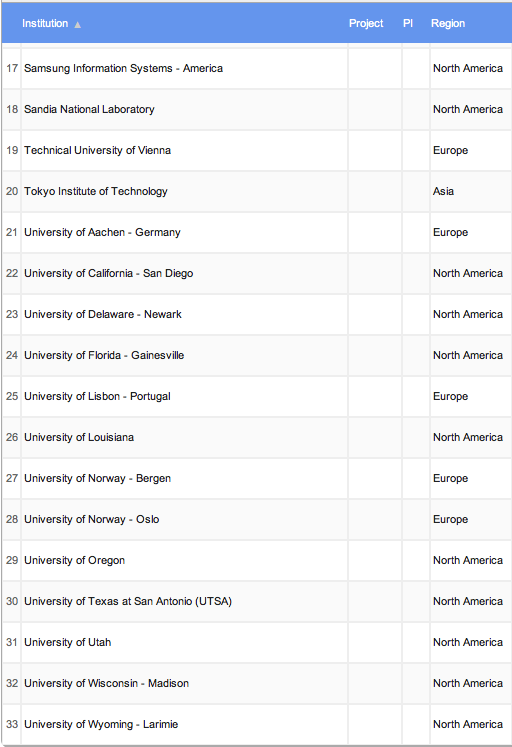 Institution ▲ Project PI Region
17 Samsung Information Systems - America North America
18 Sandia National Laboratory North America
19 Technical University of Vienna Europe
20 Tokyo Institute of Technology Asia
21 University of Aachen - Germany Europe
22 University of California - San Diego North America
23 University of Delaware - Newark North America
24 University of Florida - Gainesville North America
25 University of Lisbon - Portugal Europe
26 University of Louisiana North America
27 University of Norway - Bergen Europe
28 University of Norway - Oslo Europe
29 University of Oregon North America
30 University of Texas at San Antonio (UTSA) North America
31 University of Utah North America
32 University of Wisconsin - Madison North America
33 University of Wyoming - Larimie North America